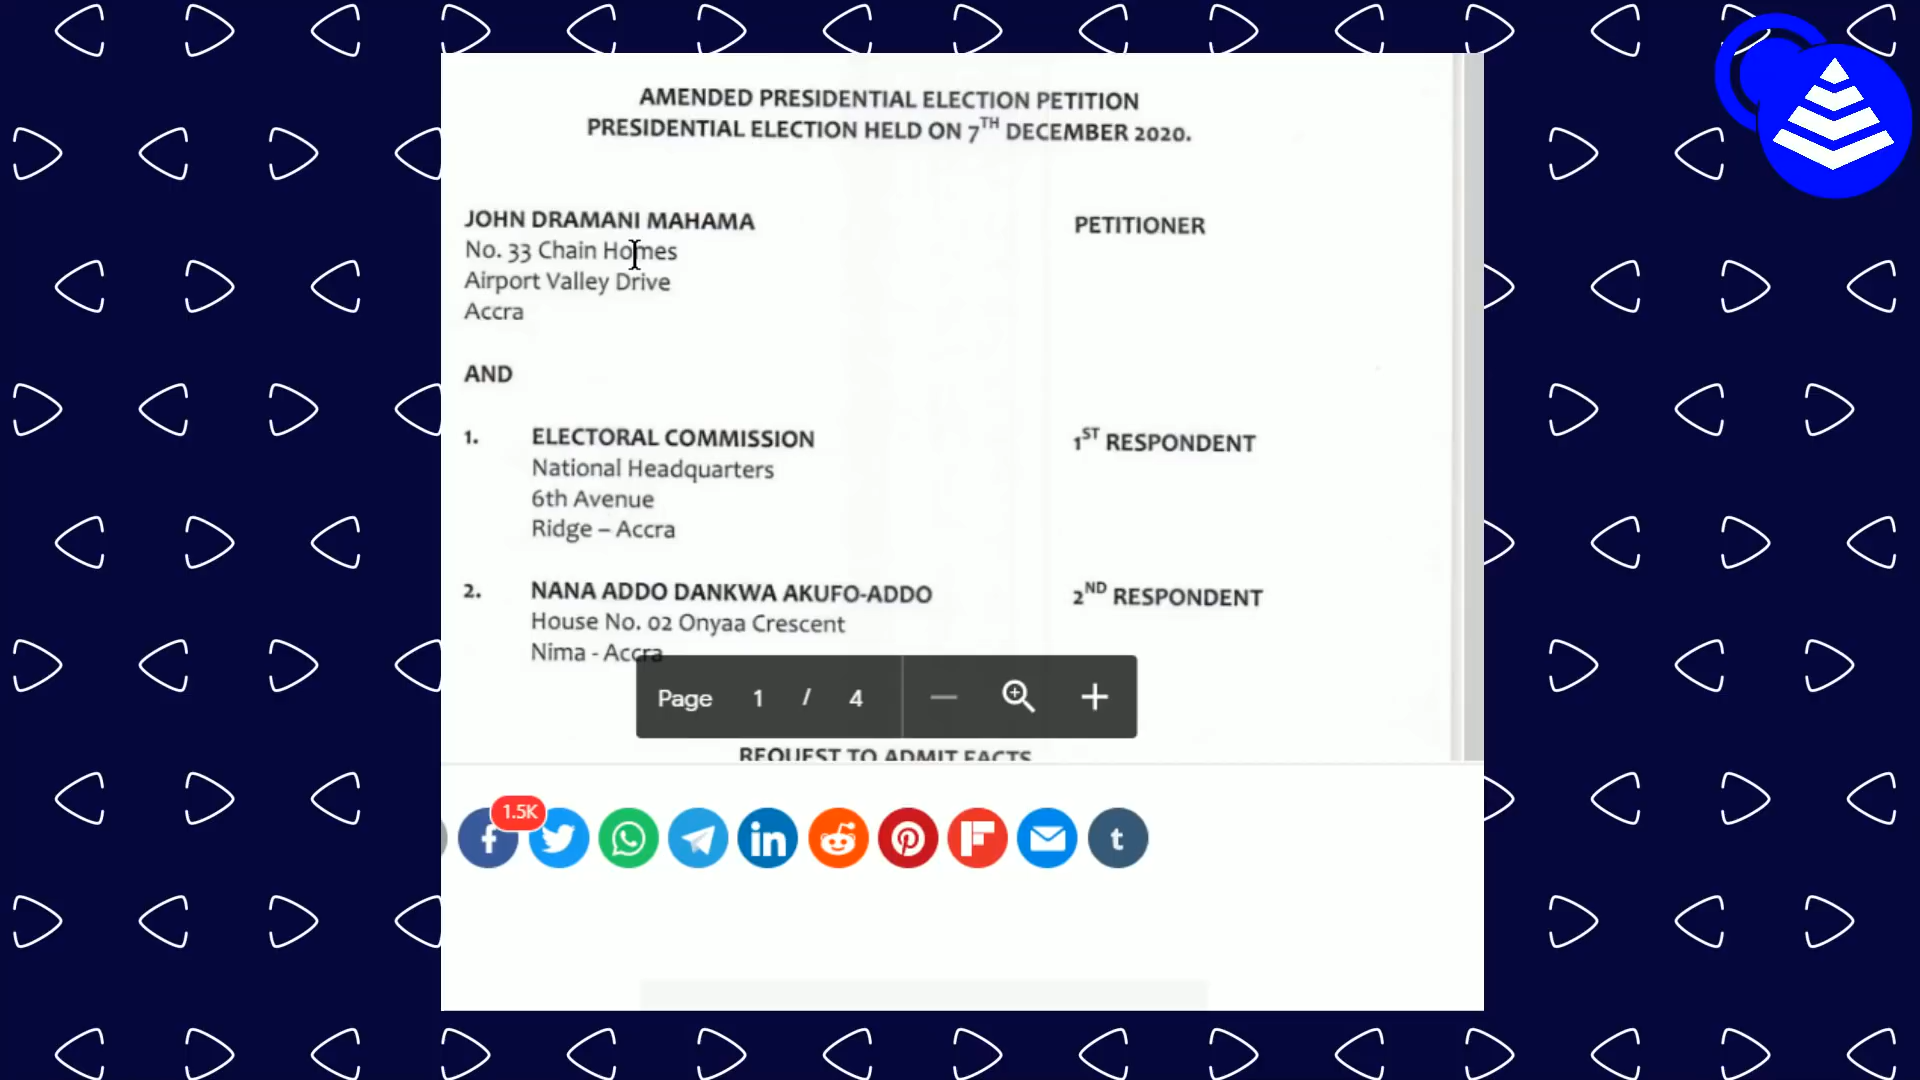 AMENDED PRESIDENTIAL ELECTION PETITION
PRESIDENTIAL ELECTION HELD ON 7TH DECEMBER 2020.
JOHN DRAMANI MAHAMA PETITIONER
No. 33 Chain Homes
Airport Valley Drive
Accra
AND
1. ELECTORAL COMMISSION 1ST RESPONDENT
National Headquarters
6th Avenue
Ridge – Accra
2. NANA ADDO DANKWA AKUFO-ADDO 2ND RESPONDENT
House No. 02 Onyaa Crescent
Nima - Accra
Page 1 / 4
REQUEST TO ADMIT FACTS
1.5K